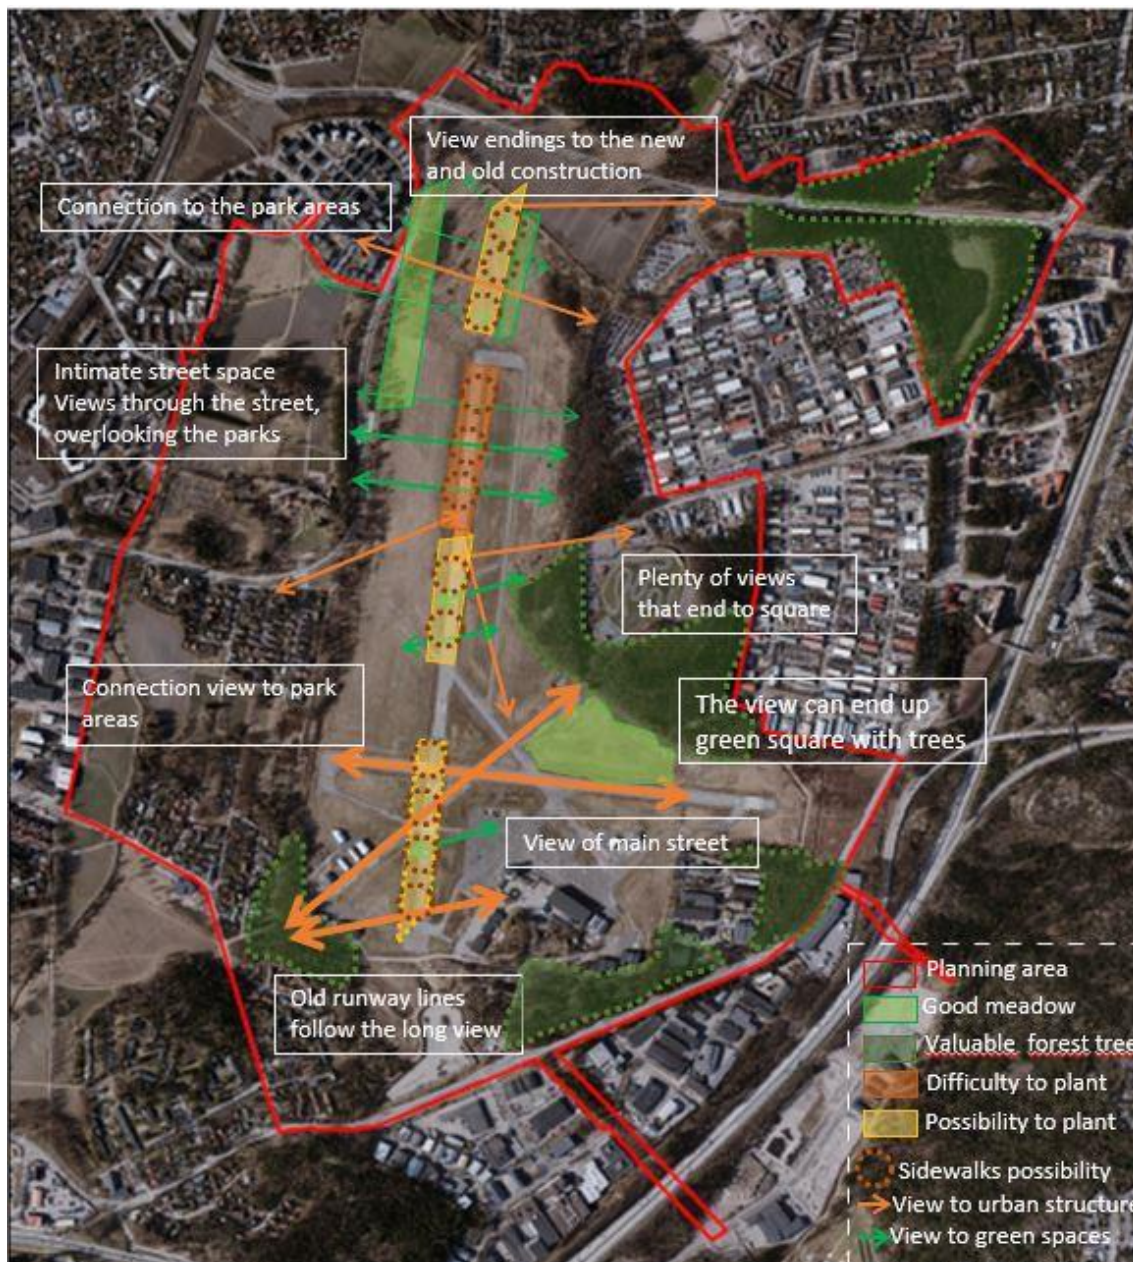 View endings to the new
and old construction
Connection to the park areas
Intimate street space
Views through the street,
overlooking the parks
Plenty of views
that end to square
Connection view to park
areas
The view can end up
green square with trees
View of main street
Old runway lines
follow the long view
Planning area
Good meadow
Valuable forest tree
Difficulty to plant
Possibility to plant
Sidewalks possibility
View to urban structure
View to green spaces